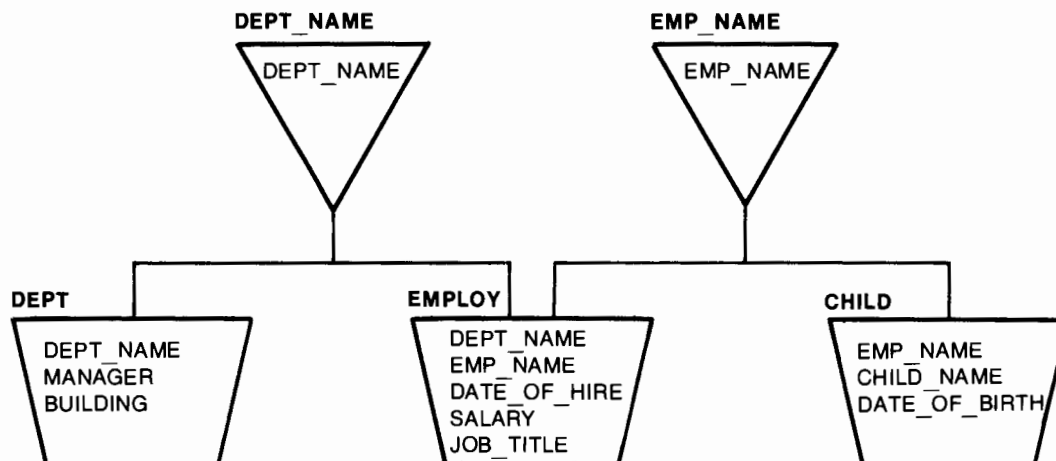 DEPT_NAME
DEPT_NAME
EMP_NAME
EMP_NAME
DEPT
DEPT_NAME
MANAGER
BUILDING
EMPLOY
DEPT_NAME
EMP_NAME
DATE_OF_HIRE
SALARY
JOB_TITLE
CHILD
EMP_NAME
CHILD_NAME
DATE_OF_BIRTH